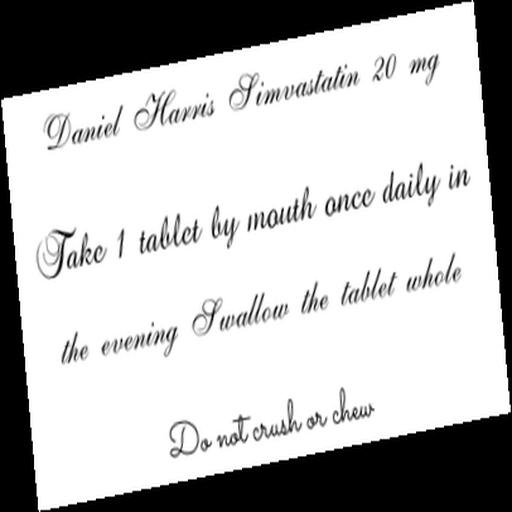 Daniel Harris Simvastatin 20 mg
Take 1 tablet by mouth once daily in
the evening Swallow the tablet whole
Do not crush or chew